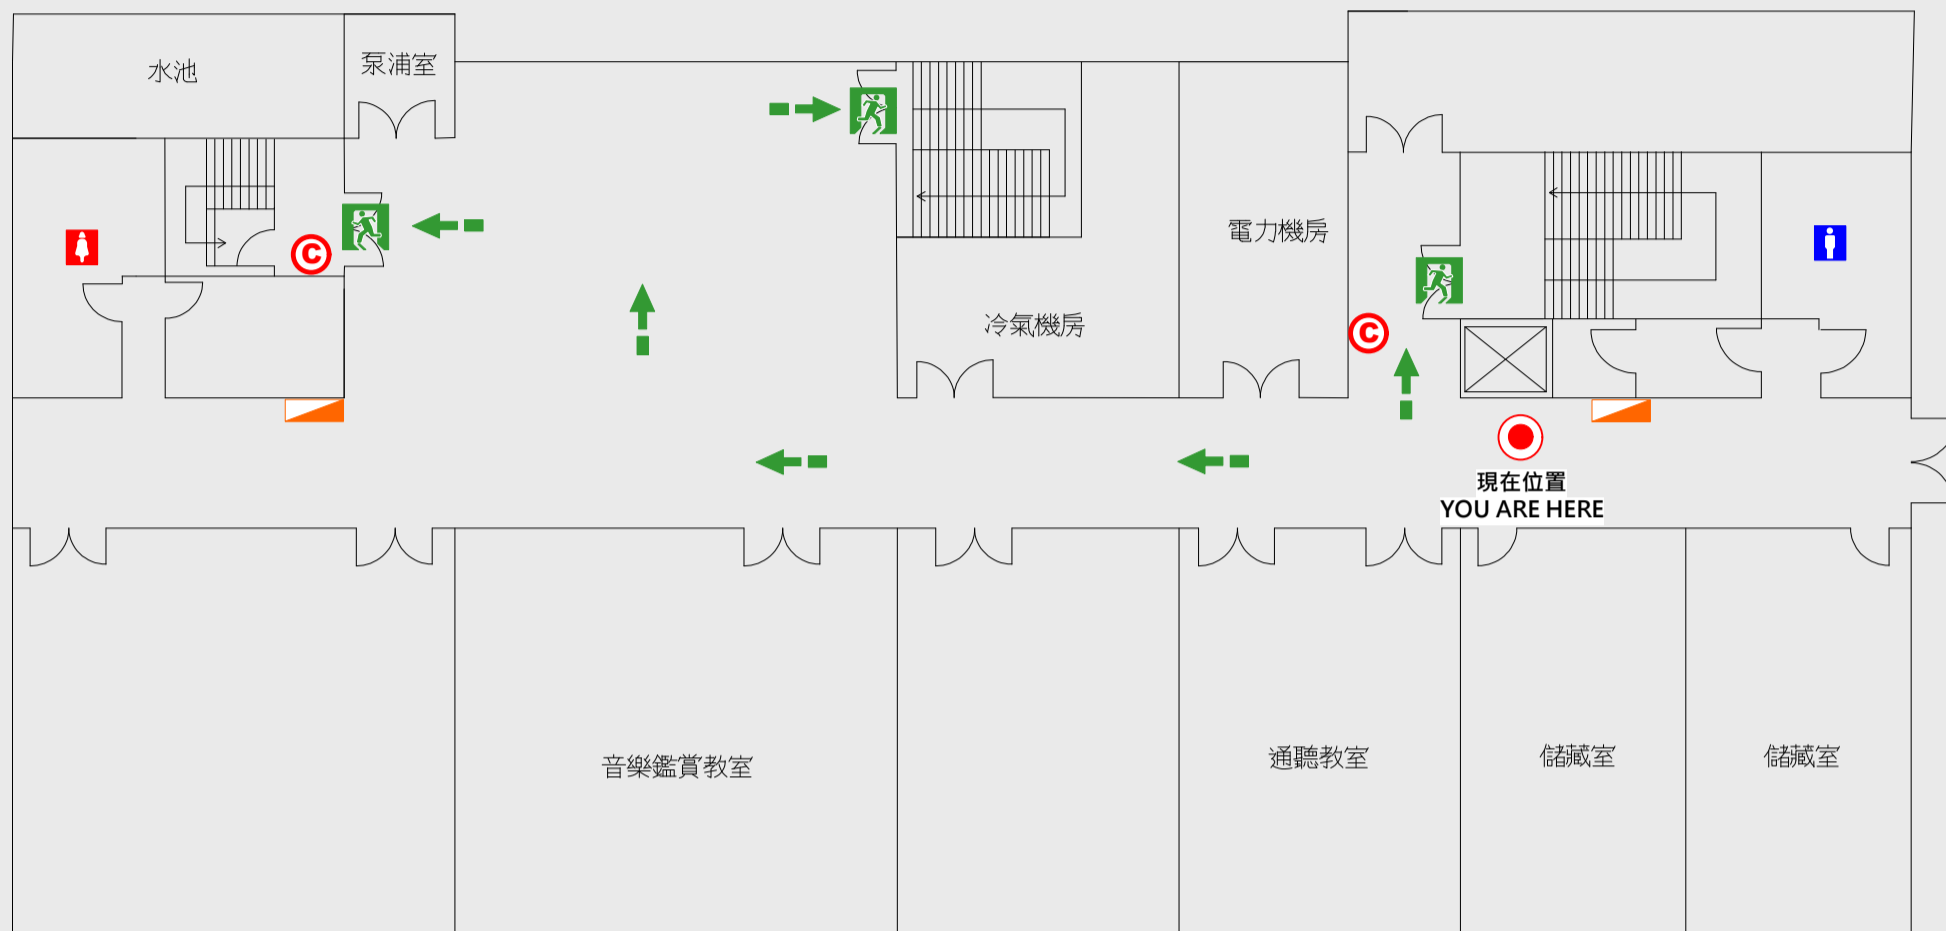 水池
泵浦室
電力機房
冷氣機房
C
C
現在位置
YOU ARE HERE
音樂鑑賞教室
通聽教室
儲藏室
儲藏室